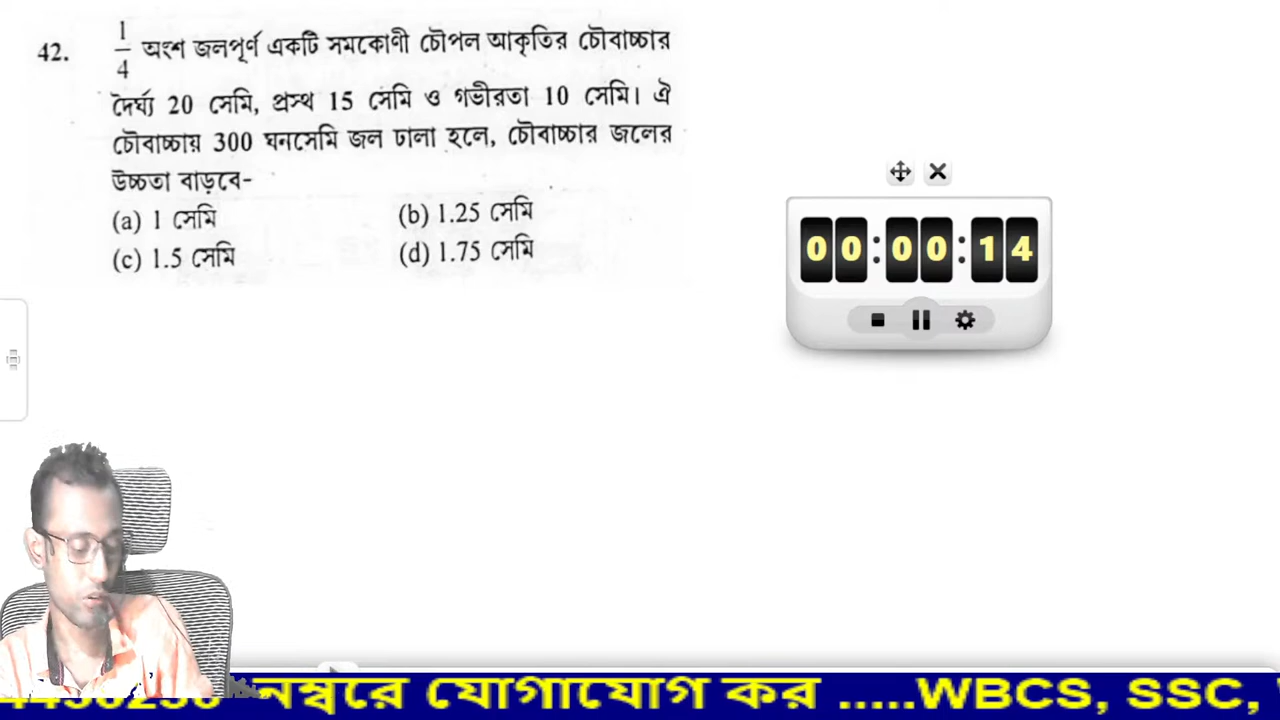 42. 1/4 অংশ জলপূর্ণ একটি সমকোণী চৌপল আকৃতির চৌবাচ্চার
দৈর্ঘ্য 20 সেমি, প্রস্থ 15 সেমি ও গভীরতা 10 সেমি। ঐ
চৌবাচ্চায় 300 ঘনসেমি জল ঢালা হলে, চৌবাচ্চার জলের
উচ্চতা বাড়বে-
(a) 1 সেমি (b) 1.25 সেমি
(c) 1.5 সেমি (d) 1.75 সেমি
00:00:14
নম্বরে যোগাযোগ কর .....WBCS, SSC,